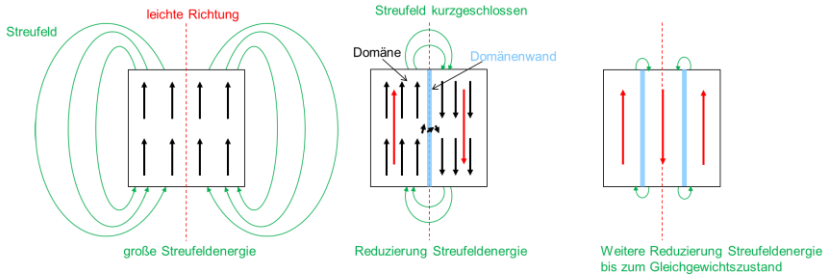 leichte Richtung
Streufeld
große Streufeldenergie
Streufeld kurzgeschlossen
Domäne
Domänenwand
Reduzierung Streufeldenergie
Weitere Reduzierung Streufeldenergie
bis zum Gleichgewichtszustand